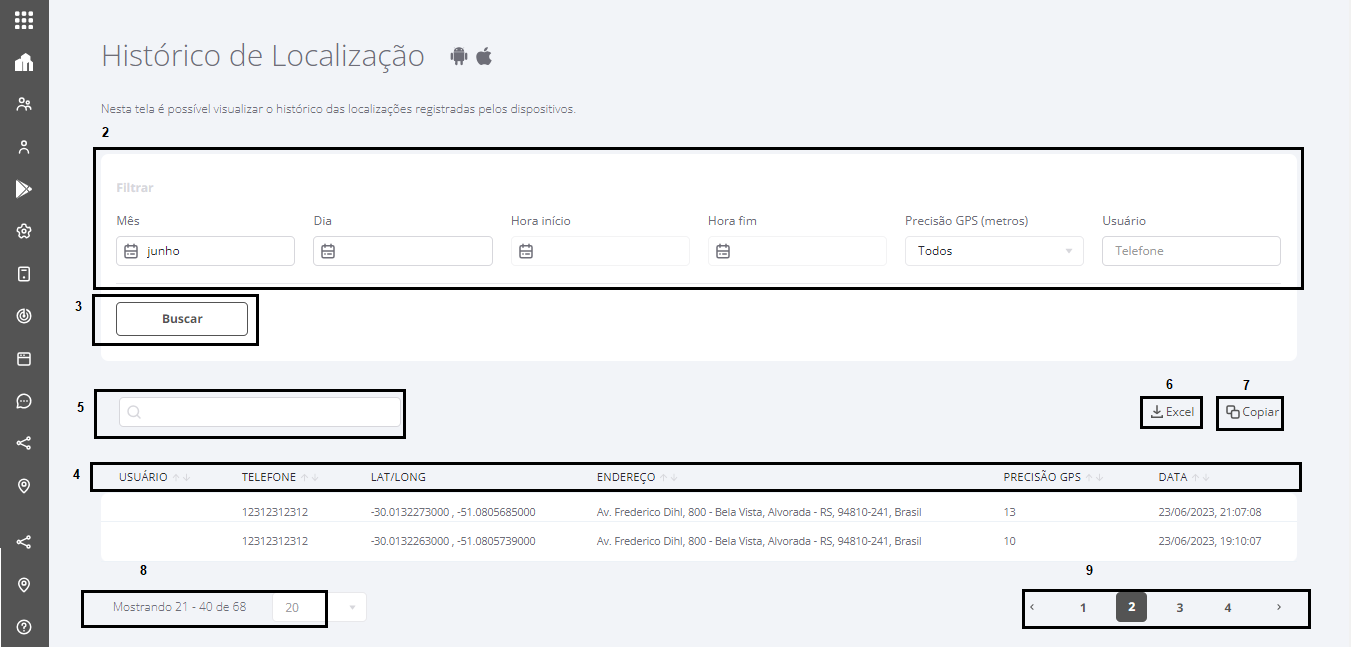 Histórico de Localização
Nesta tela é possível visualizar o histórico das localizações registradas pelos dispositivos.
2
Filtrar
Mês Dia Hora início Hora fim Precisão GPS (metros) Usuário
junho Todos Telefone
3
Buscar
6 7
5
Excel Copiar
4
USUÁRIO TELEFONE LAT/LONG ENDEREÇO PRECISÃO GPS DATA
12312312312 -30.0132273000 , -51.0805685000 Av. Frederico Dihl, 800 - Bela Vista, Alvorada - RS, 94810-241, Brasil 13 23/06/2023, 21:07:08
12312312312 -30.0132263000 , -51.0805739000 Av. Frederico Dihl, 800 - Bela Vista, Alvorada - RS, 94810-241, Brasil 10 23/06/2023, 19:10:07
8 9
Mostrando 21 - 40 de 68 20 ‹ 1 2 3 4 ›